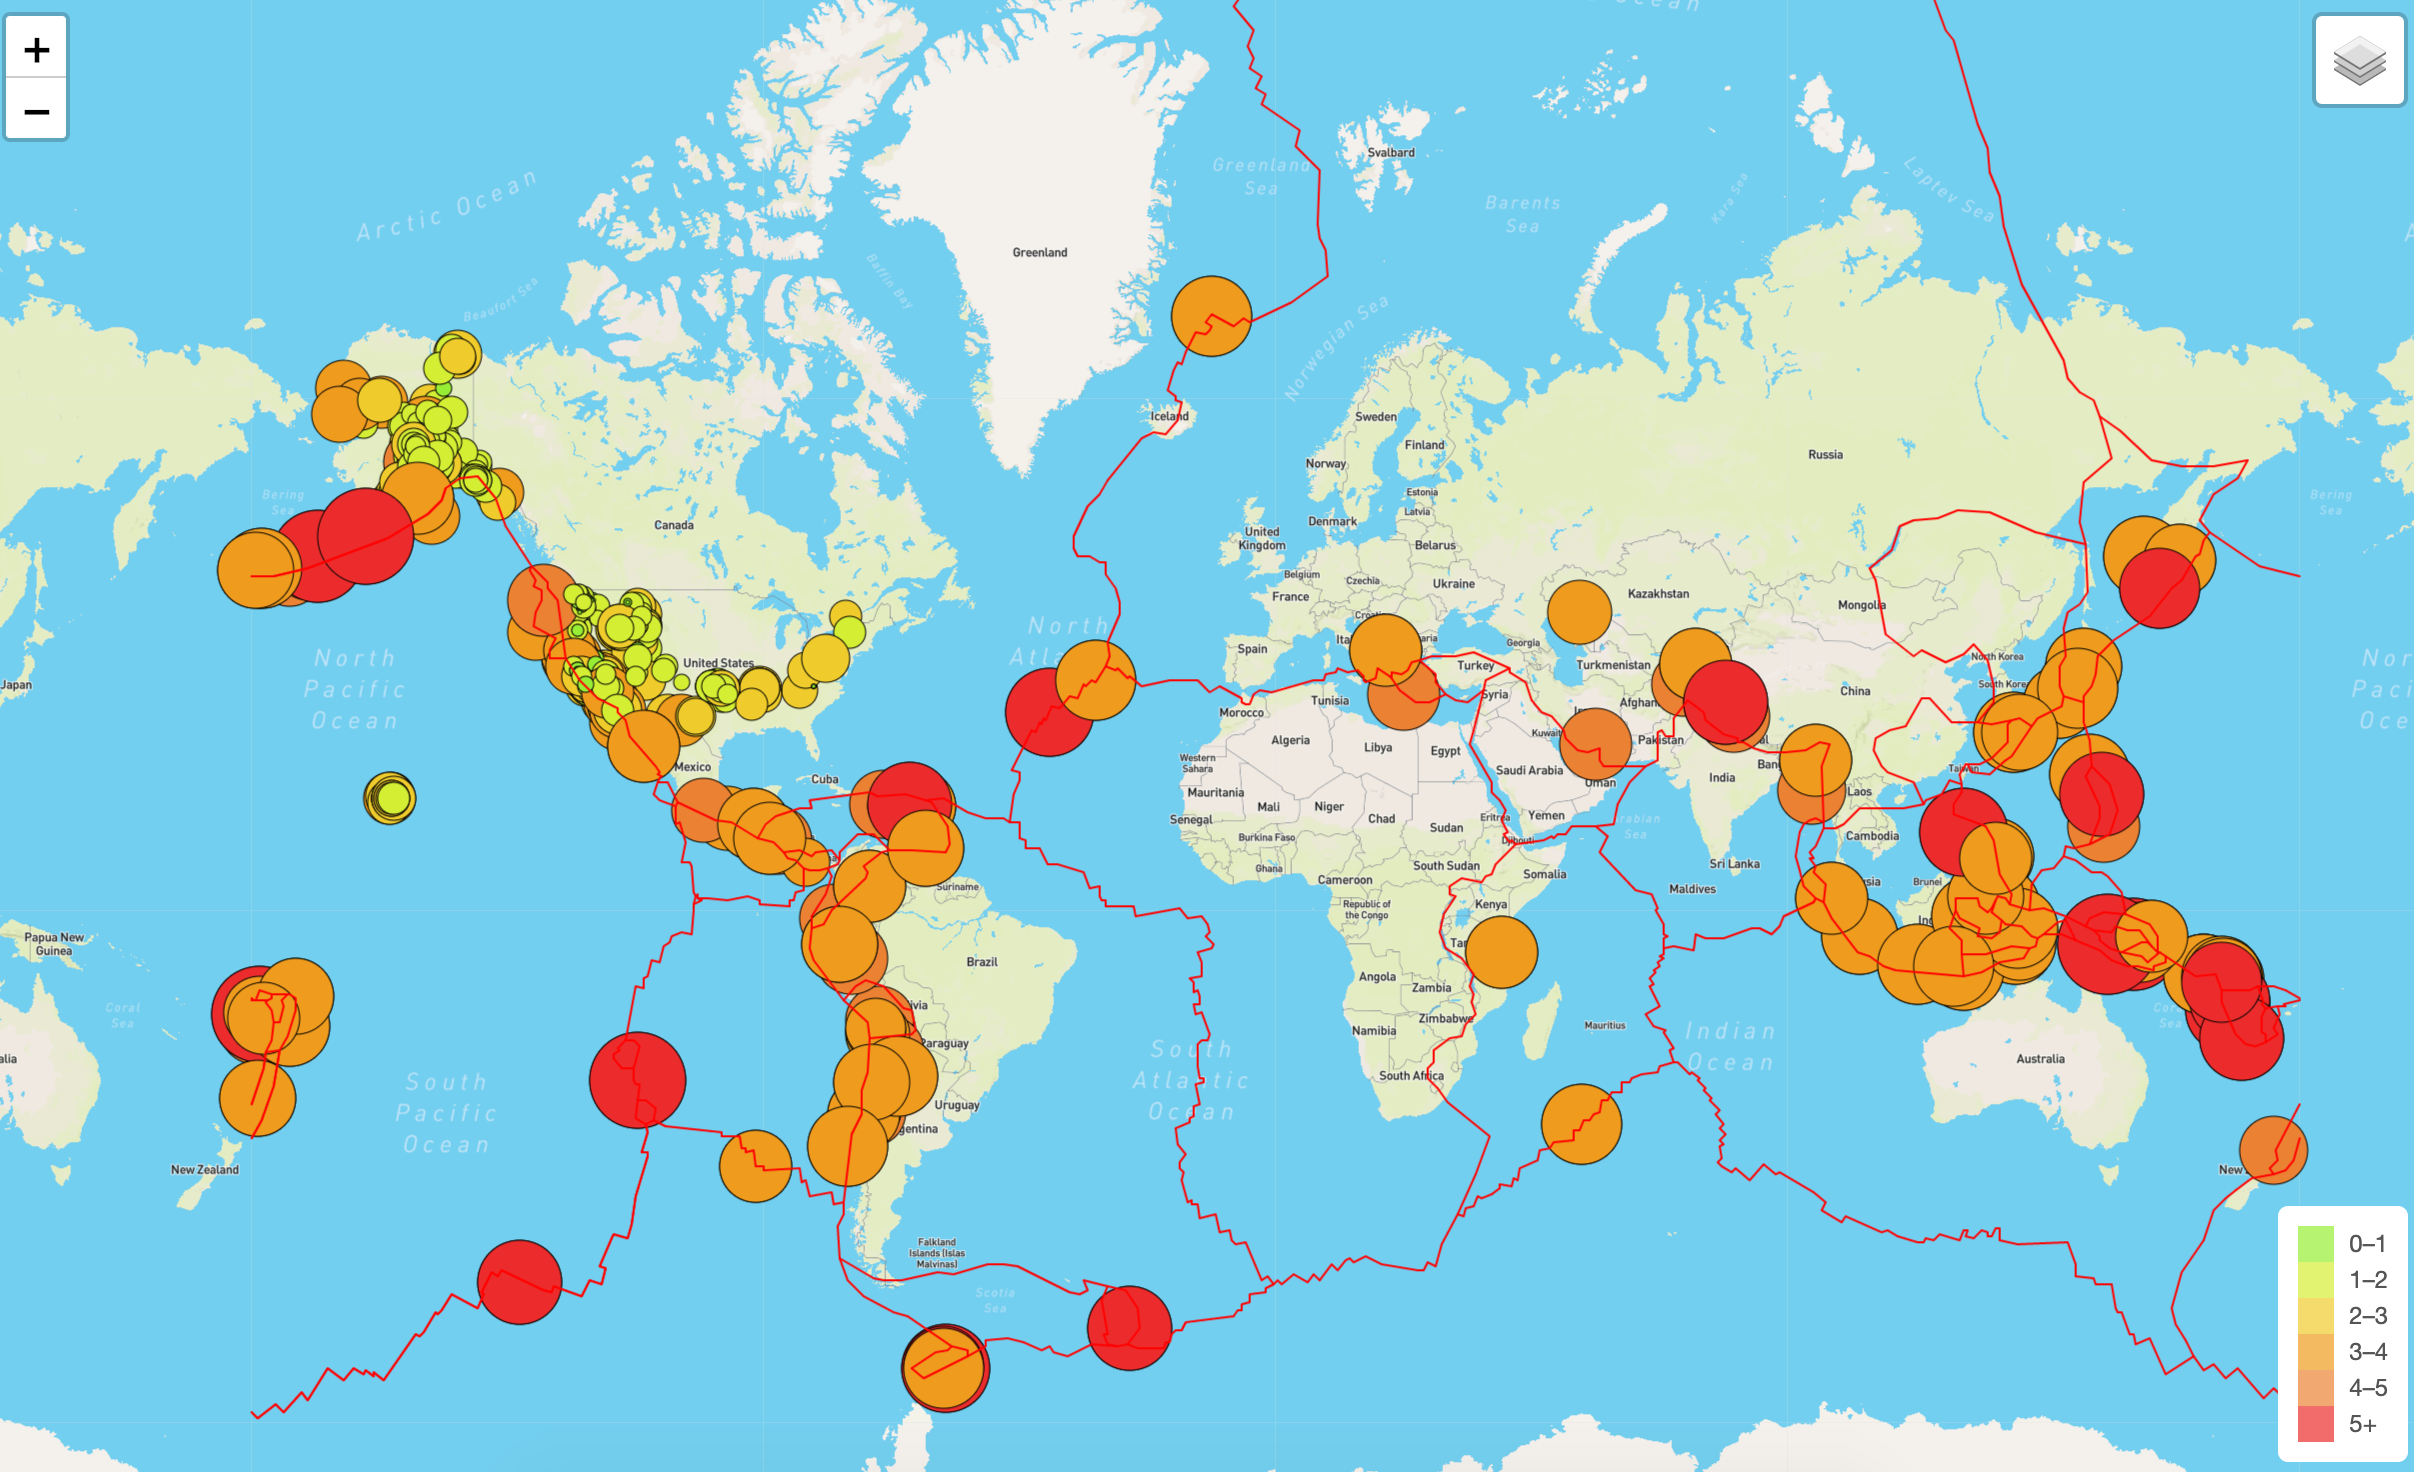 +
−
Ocean
Svalbard
Greenland
Sea
Barents
Sea
Kara Sea
Laptev Sea
Arctic Ocean
Greenland
Baffin Bay
Beaufort Sea
Norwegian Sea
Iceland
Sweden
Finland
Norway
Russia
Estonia
Latvia
Denmark
Bering
Sea
Bering
Sea
Canada
United
Kingdom
Belarus
Belgium
Czechia
Ukraine
France
Kazakhstan
Mongolia
North
Pacific
Ocean
North
Japan
United States
Spain
Georgia
Turkey
Turkmenistan
North Korea
South Korea
China
Syria
Tunisia
Morocco
Algeria
Libya
Egypt
Kuwait
Pakistan
Mexico
Cuba
Western
Sahara
Saudi Arabia
India
Oman
Taiwan
Laos
Mauritania
Mali
Niger
Chad
Senegal
Sudan
Eritrea
Yemen
Sea
Burkina Faso
Djibouti
Cambodia
Ghana
Cameroon
South Sudan
Somalia
Sri Lanka
Maldives
Brunei
Suriname
Republic of
the Congo
Kenya
Papua New
Guinea
Brazil
Angola
Zambia
Coral
Sea
Namibia
Zimbabwe
Mauritius
Indian
Ocean
Paraguay
South
Atlantic
Ocean
South
Pacific
Ocean
South Africa
Australia
Uruguay
New Zealand
Falkland
Islands (Islas
Malvinas)
Scotia
Sea
0–1
1–2
2–3
3–4
4–5
5+